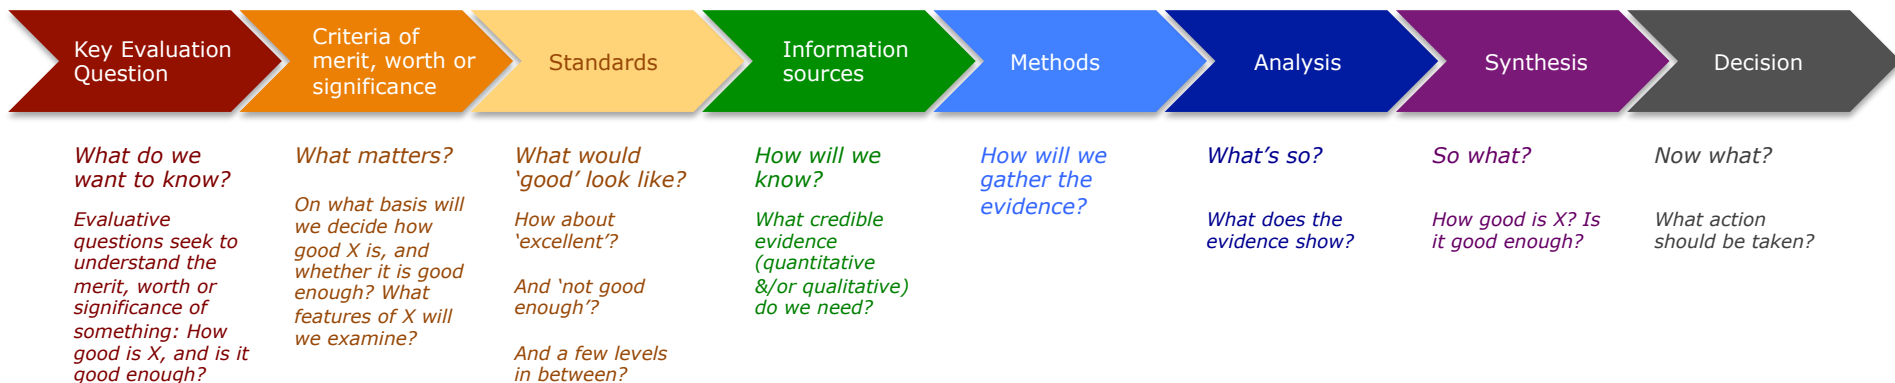 Key Evaluation
Question
Criteria of
merit, worth or
significance
Standards
Information
sources
Methods
Analysis
Synthesis
Decision
What do we
want to know?
Evaluative
questions seek to
understand the
merit, worth or
significance of
something: How
good is X, and is it
good enough?
What matters?
On what basis will
we decide how
good X is, and
whether it is good
enough? What
features of X will
we examine?
What would
‘good’ look like?
How about
‘excellent’?
And ‘not good
enough’?
And a few levels
in between?
How will we
know?
What credible
evidence
(quantitative
&/or qualitative)
do we need?
How will we
gather the
evidence?
What’s so?
What does the
evidence show?
So what?
How good is X? Is
it good enough?
Now what?
What action
should be taken?